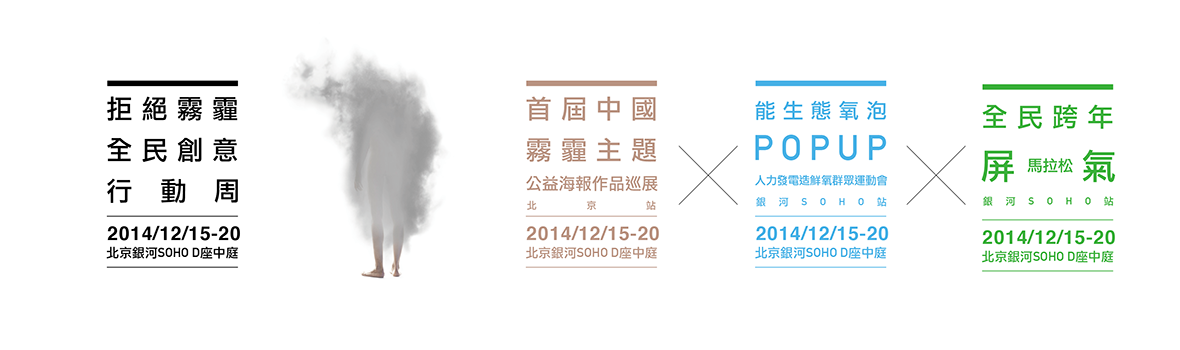 拒絕霧霾
全民創意
行動周
2014/12/15-20
北京銀河SOHO D座中庭
首屆中國
霧霾主題
公益海報作品巡展
北京站
2014/12/15-20
北京銀河SOHO D座中庭
能生態氧泡
POPUP
人力發電造鮮氧群眾運動會
銀河SOHO站
2014/12/15-20
北京銀河SOHO D座中庭
全民跨年
屏馬拉松氣
銀河SOHO站
2014/12/15-20
北京銀河SOHO D座中庭